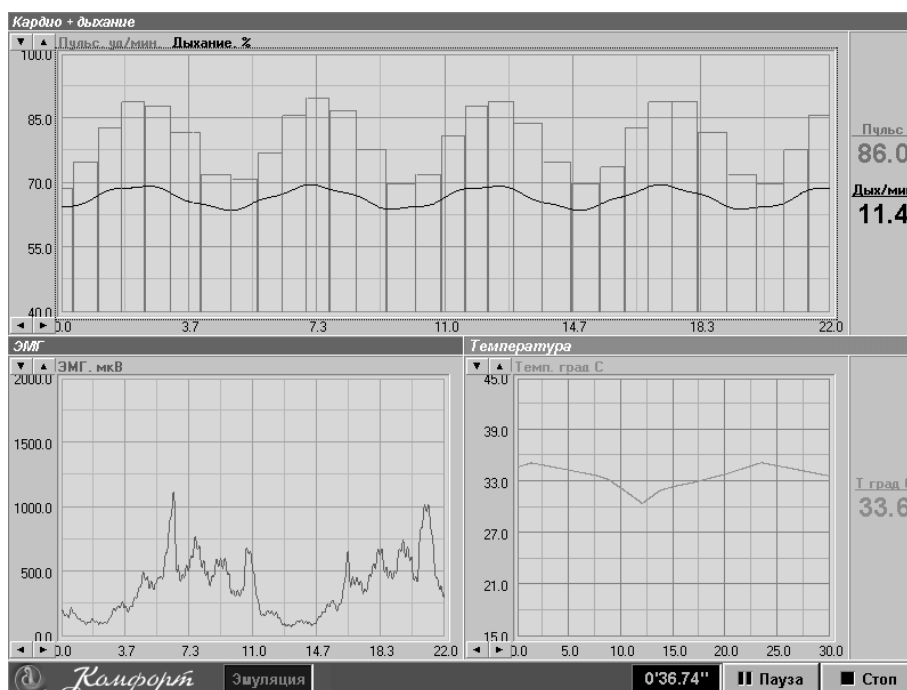 Кардио + дыхание
Пульс. уд/мин. Дыхание. %
100.0
85.0
70.0
55.0
40.0
0.0 3.7 7.3 11.0 14.7 18.3 22.0
Пульс
86.0
Дых/мин
11.4
ЭМГ
ЭМГ. мкВ
2000.0
1500.0
1000.0
500.0
0.0
0.0 3.7 7.3 11.0 14.7 18.3 22.0
Температура
Темп. град С
45.0
39.0
33.0
27.0
21.0
15.0
0.0 5.0 10.0 15.0 20.0 25.0 30.0
Т град
33.6
Комфорт Эмуляция 0'36.74" Пауза Стоп